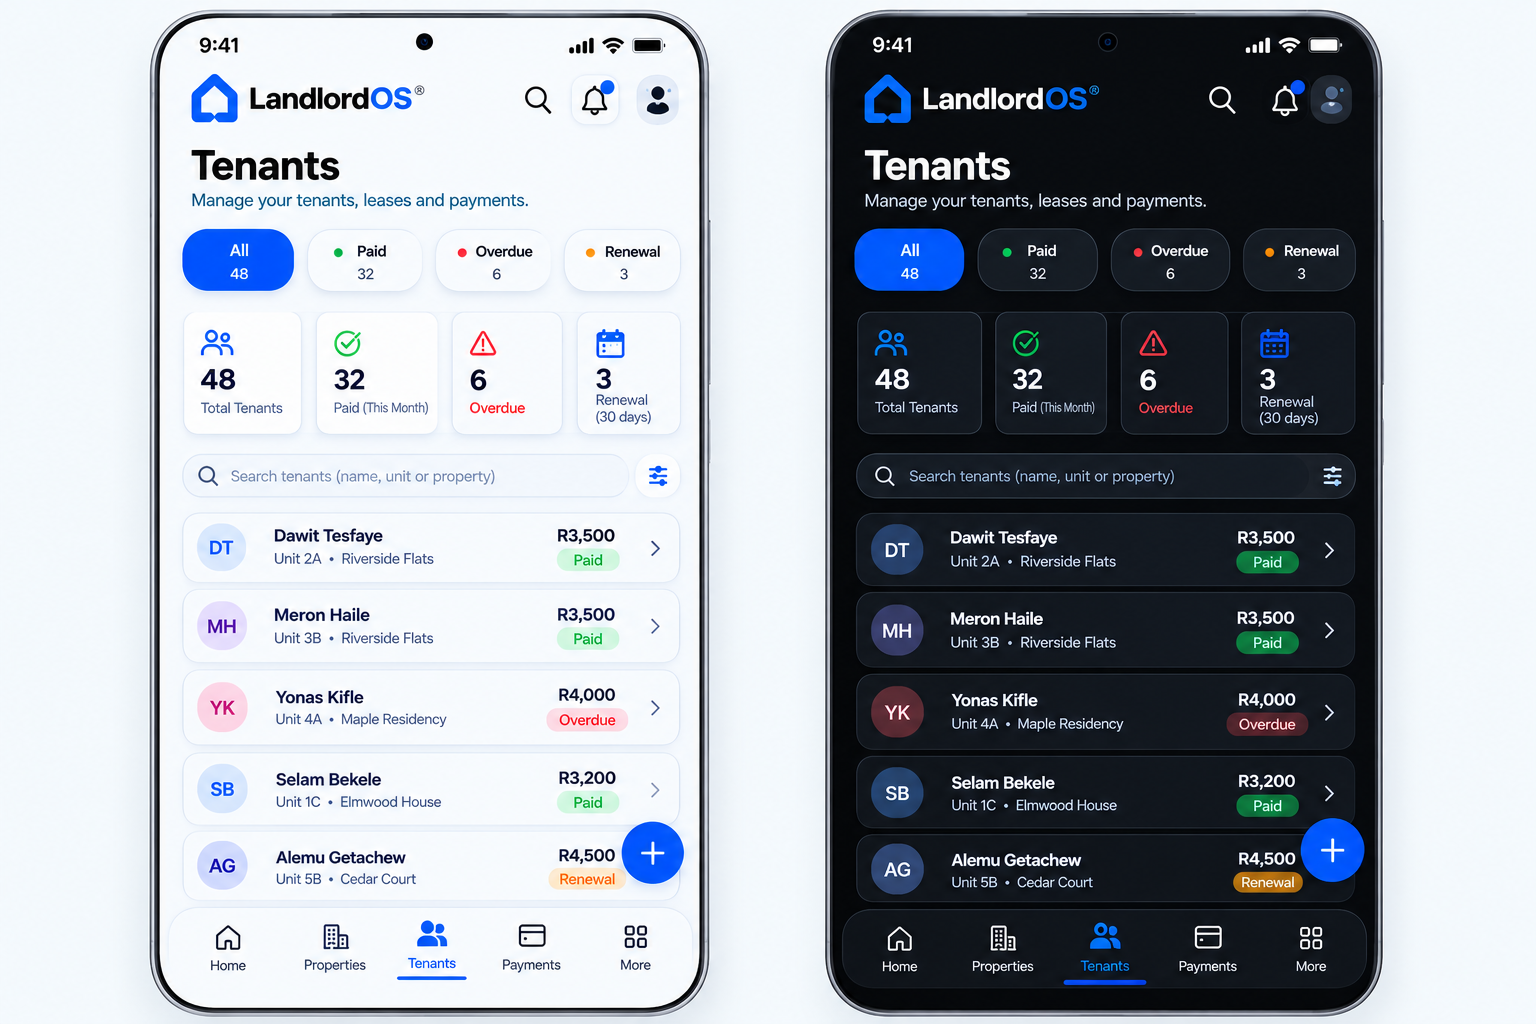 9:41
LandlordOS®
Tenants
Manage your tenants, leases and payments.
All
48
Paid
32
Overdue
6
Renewal
3
48
Total Tenants
32
Paid (This Month)
6
Overdue
3
Renewal
(30 days)
Search tenants (name, unit or property)
DT
Dawit Tesfaye
Unit 2A • Riverside Flats
R3,500
Paid
MH
Meron Haile
Unit 3B • Riverside Flats
R3,500
Paid
YK
Yonas Kifle
Unit 4A • Maple Residency
R4,000
Overdue
SB
Selam Bekele
Unit 1C • Elmwood House
R3,200
Paid
AG
Alemu Getachew
Unit 5B • Cedar Court
R4,500
Renewal
Home
Properties
Tenants
Payments
More
9:41
LandlordOS®
Tenants
Manage your tenants, leases and payments.
All
48
Paid
32
Overdue
6
Renewal
3
48
Total Tenants
32
Paid (This Month)
6
Overdue
3
Renewal
(30 days)
Search tenants (name, unit or property)
DT
Dawit Tesfaye
Unit 2A • Riverside Flats
R3,500
Paid
MH
Meron Haile
Unit 3B • Riverside Flats
R3,500
Paid
YK
Yonas Kifle
Unit 4A • Maple Residency
R4,000
Overdue
SB
Selam Bekele
Unit 1C • Elmwood House
R3,200
Paid
AG
Alemu Getachew
Unit 5B • Cedar Court
R4,500
Renewal
Home
Properties
Tenants
Payments
More